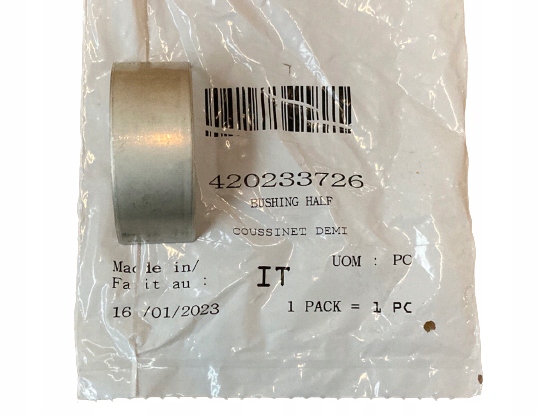 420233726
BUSHING HALF
COUSSINET DEMI
Made in/
Fait au :
IT
UOM : PC
16 /01/2023
1 PACK = 1 PC